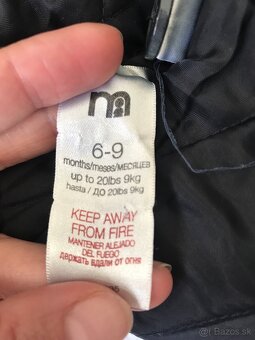 m
6-9
months/meses/МЕСЯЦЕВ
up to 20lbs 9kg
hasta / ДО 20lbs 9kg
KEEP AWAY
FROM FIRE
MANTENER ALEJADO
DEL FUEGO
держать вдали от огня
Bazos.sk